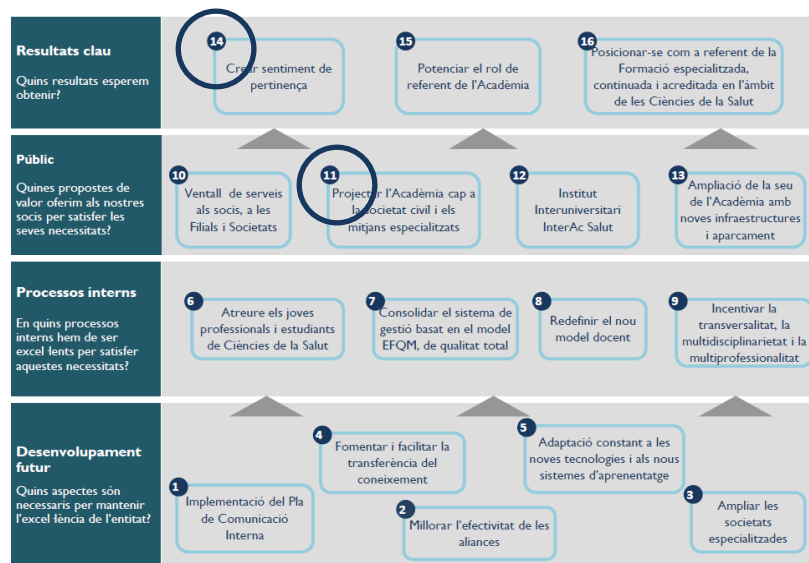 Resultats clau
Quins resultats esperem
obtenir?
14
Crear sentiment de
pertinença
15
Potenciar el rol de
referent de l'Acadèmia
16
Posicionar-se com a referent de la
Formació especialitzada,
continuada i acreditada en l'àmbit
de les Ciències de la Salut
Públic
Quines propostes de
valor oferim als nostres
socis per satisfer les
seves necessitats?
10
Ventall de serveis
als socis, a les
Filials i Societats
11
Projectar l'Acadèmia cap a
la societat civil i els
mitjans especialitzats
12
Institut
Interuniversitari
InterAc Salut
13
Ampliació de la seu
de l'Acadèmia amb
noves infraestructures
i aparcament
Processos interns
En quins processos
interns hem de ser
excel·lents per satisfer
aquestes necessitats?
6
Atreure els joves
professionals i estudiants
de Ciències de la Salut
7
Consolidar el sistema de
gestió basat en el model
EFQM, de qualitat total
8
Redefinir el nou
model docent
9
Incentivar la
transversalitat, la
multidisciplinarietat i la
multiprofessionalitat
Desenvolupament
futur
Quins aspectes són
necessaris per mantenir
l'excel·lència de l'entitat?
1
Implementació del Pla
de Comunicació
Interna
4
Fomentar i facilitar la
transferència del
coneixement
2
Millorar l'efectivitat de les
aliances
5
Adaptació constant a les
noves tecnologies i als nous
sistemes d'aprenentatge
3
Ampliar les
societats
especialitzades